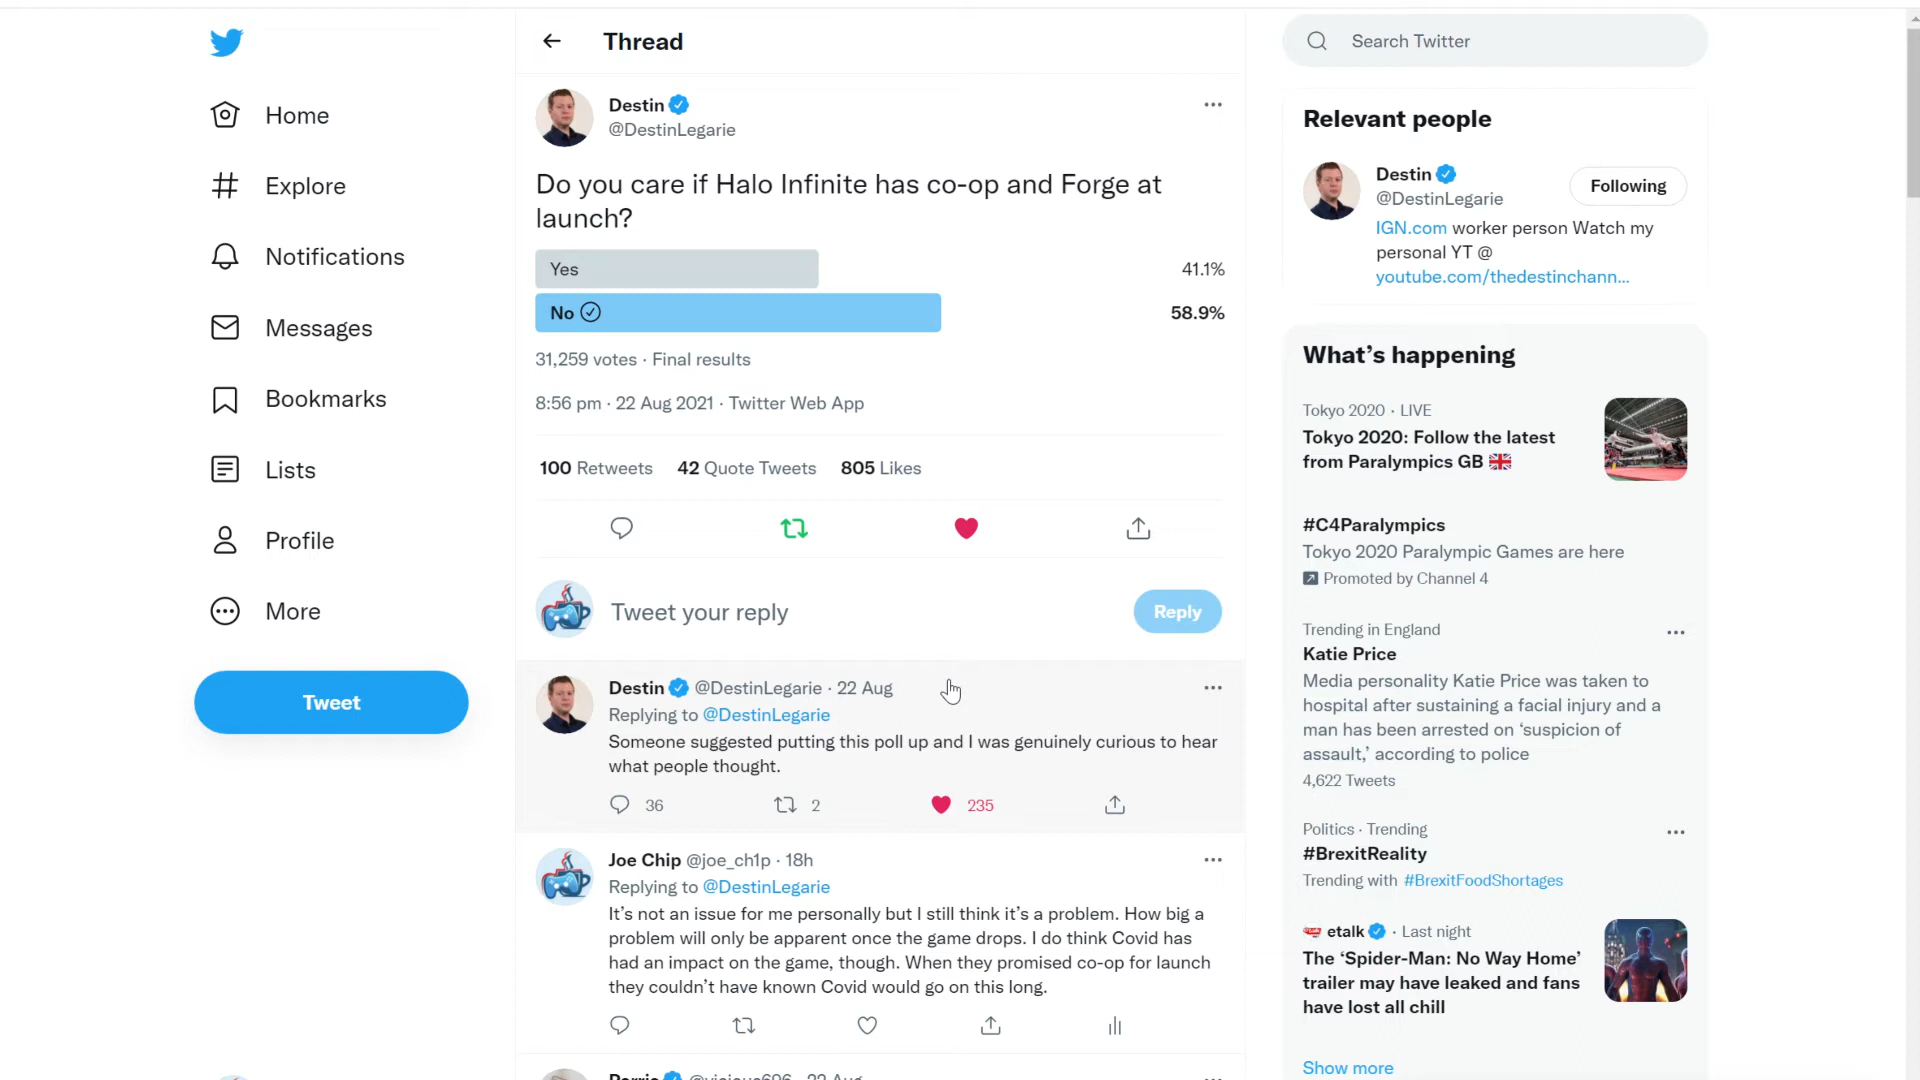 Home
Explore
Notifications
Messages
Bookmarks
Lists
Profile
More
Tweet
Thread
Destin
@DestinLegarie
Do you care if Halo Infinite has co-op and Forge at
launch?
Yes 41.1%
No 58.9%
31,259 votes · Final results
8:56 pm · 22 Aug 2021 · Twitter Web App
100 Retweets 42 Quote Tweets 805 Likes
Tweet your reply
Reply
Destin @DestinLegarie · 22 Aug
Replying to @DestinLegarie
Someone suggested putting this poll up and I was genuinely curious to hear
what people thought.
36 2 235
Joe Chip @joe_ch1p · 18h
Replying to @DestinLegarie
It's not an issue for me personally but I still think it's a problem. How big a
problem will only be apparent once the game drops. I do think Covid has
had an impact on the game, though. When they promised co-op for launch
they couldn't have known Covid would go on this long.
Search Twitter
Relevant people
Destin
@DestinLegarie
Following
IGN.com worker person Watch my
personal YT @
youtube.com/thedestinchann...
What's happening
Tokyo 2020 · LIVE
Tokyo 2020: Follow the latest
from Paralympics GB
#C4Paralympics
Tokyo 2020 Paralympic Games are here
Promoted by Channel 4
Trending in England
Katie Price
Media personality Katie Price was taken to
hospital after sustaining a facial injury and a
man has been arrested on 'suspicion of
assault,' according to police
4,622 Tweets
Politics · Trending
#BrexitReality
Trending with #BrexitFoodShortages
etalk · Last night
The 'Spider-Man: No Way Home'
trailer may have leaked and fans
have lost all chill
Show more